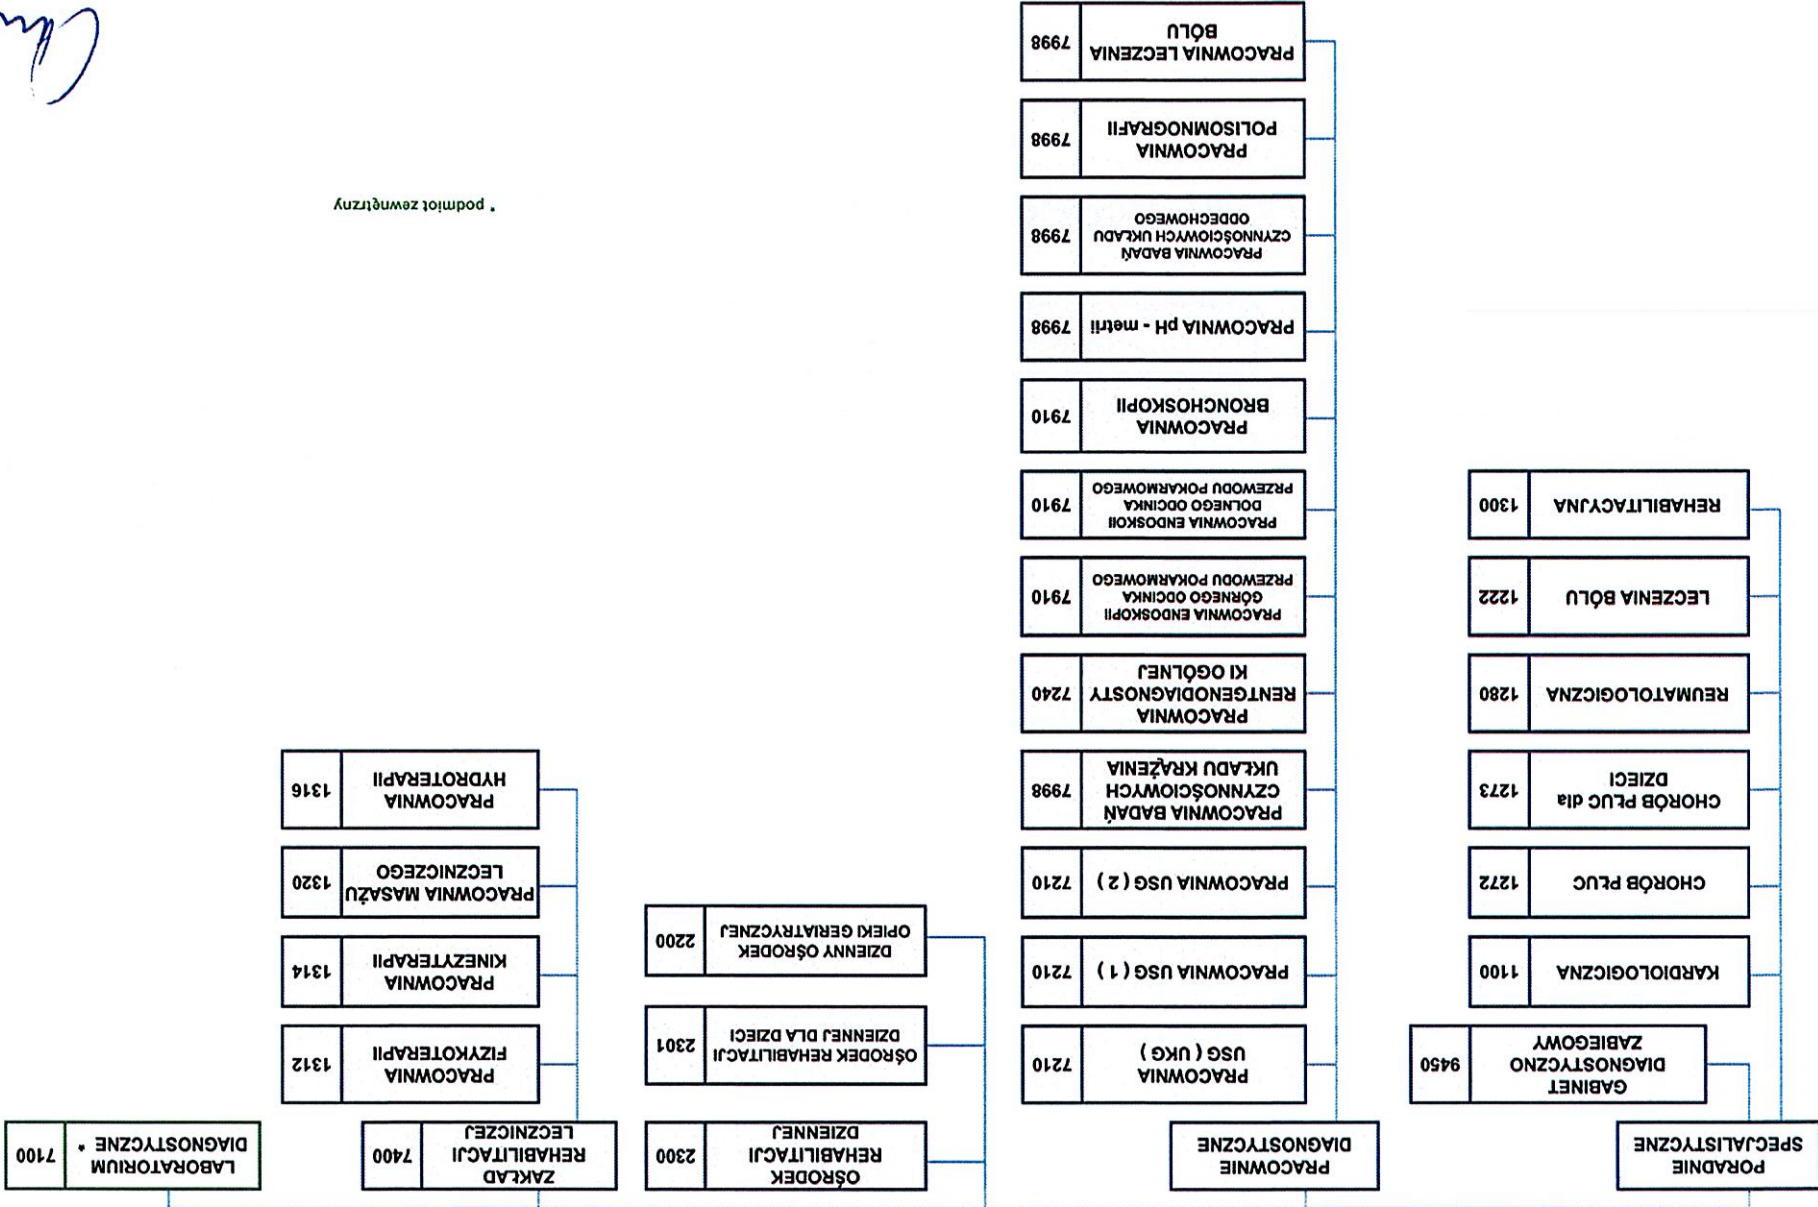 PORADNIE
SPECJALISTYCZNE
GABINET
DIAGNOSTYCZNO
ZABIEGOWY
9450
KARDIOLOGICZNA 1100
CHORÓB PŁUC 1272
CHORÓB PŁUC dla
DZIECI
1273
REUMATOLOGICZNA 1280
LECZENIA BÓLU 1222
REHABILITACYJNA 1300
PRACOWNIE
DIAGNOSTYCZNE
PRACOWNIA
USG ( UKG )
7210
PRACOWNIA USG ( 1 ) 7210
PRACOWNIA USG ( 2 ) 7210
PRACOWNIA BADAŃ
CZYNNOŚCIOWYCH
UKŁADU KRĄŻENIA
7998
PRACOWNIA
RENTGENODIAGNOSTY
KI OGÓLNEJ
7240
PRACOWNIA ENDOSKOPII
GÓRNEGO ODCINKA
PRZEWODU POKARMOWEGO
7910
PRACOWNIA ENDOSKOII
DOLNEGO ODCINKA
PRZEWODU POKARMOWEGO
7910
PRACOWNIA
BRONCHOSKOPII
7910
PRACOWNIA pH - metrii 7998
PRACOWNIA BADAŃ
CZYNNOŚCIOWYCH UKŁADU
ODDECHOWEGO
7998
PRACOWNIA
POLISOMNOGRAFII
7998
PRACOWNIA LECZENIA
BÓLU
7998
OŚRODEK
REHABILITACJI
DZIENNEJ
2300
OŚRODEK REHABILITACJI
DZIENNEJ DLA DZIECI
2301
DZIENNY OŚRODEK
OPIEKI GERIATRYCZNEJ
2200
ZAKŁAD
REHABILITACJI
LECZNICZEJ
7400
PRACOWNIA
FIZYKOTERAPII
1312
PRACOWNIA
KINEZYTERAPII
1314
PRACOWNIA MASAŻU
LECZNICZEGO
1320
PRACOWNIA
HYDROTERAPII
1316
LABORATORIUM
DIAGNOSTYCZNE *
7100
* podmiot zewnętrzny